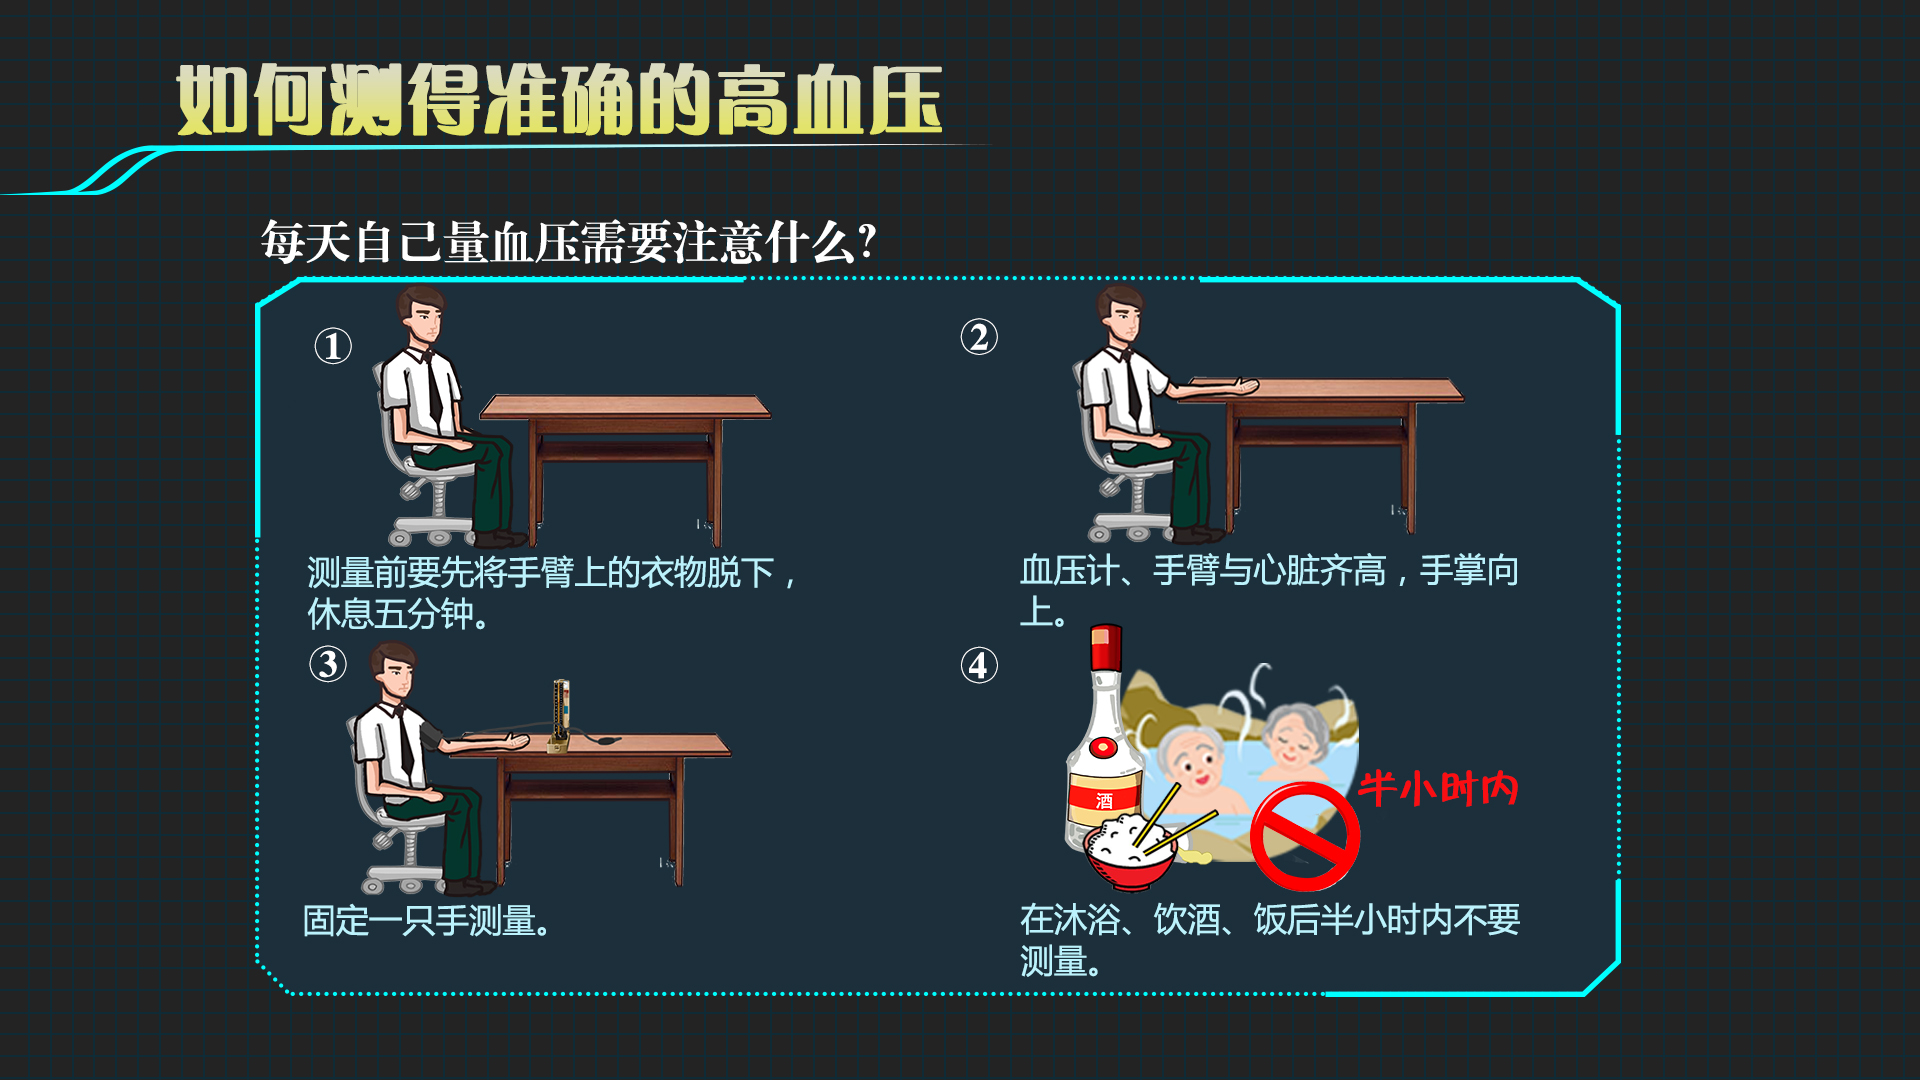 如何测得准确的高血压
每天自己量血压需要注意什么?
①
测量前要先将手臂上的衣物脱下，
休息五分钟。
②
血压计、手臂与心脏齐高，手掌向
上。
③
固定一只手测量。
④
酒
半小时内
在沐浴、饮酒、饭后半小时内不要
测量。